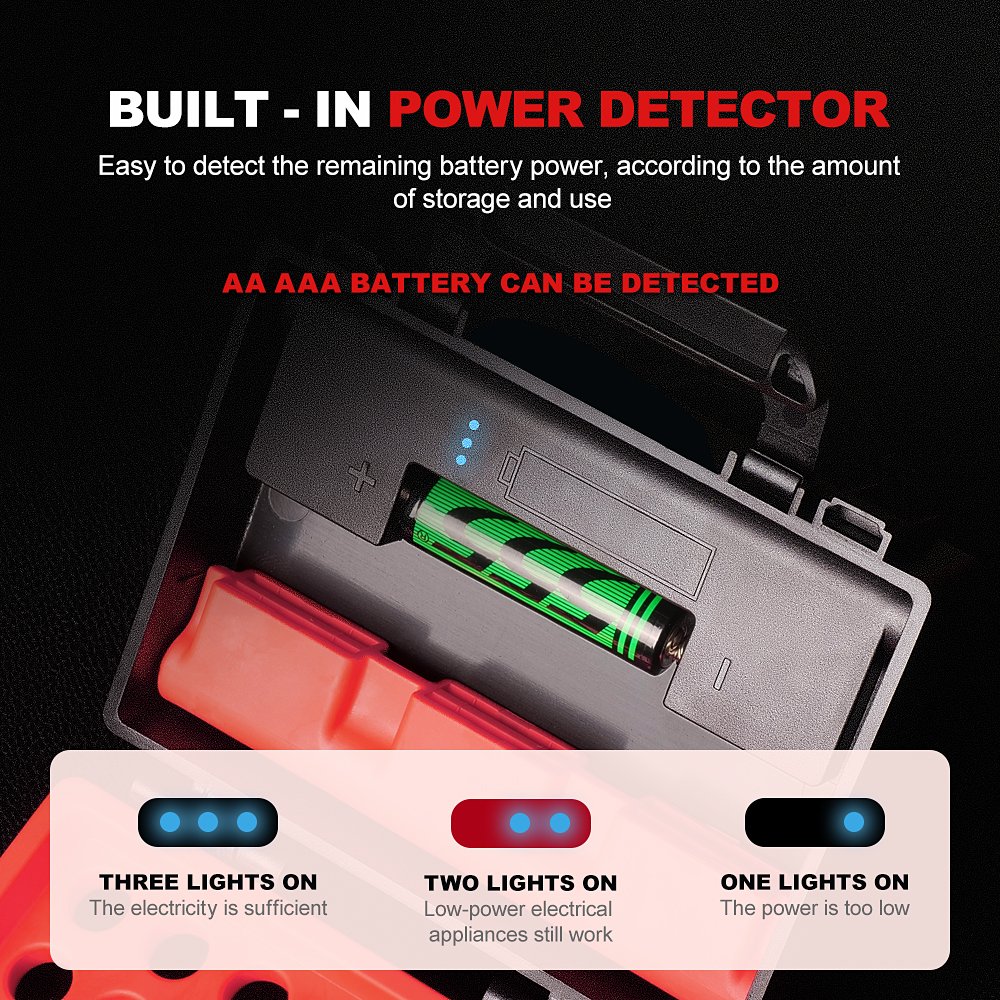 BUILT - IN POWER DETECTOR
Easy to detect the remaining battery power, according to the amount
of storage and use
AA AAA BATTERY CAN BE DETECTED
+
®
-
THREE LIGHTS ON
The electricity is sufficient
TWO LIGHTS ON
Low-power electrical
appliances still work
ONE LIGHTS ON
The power is too low